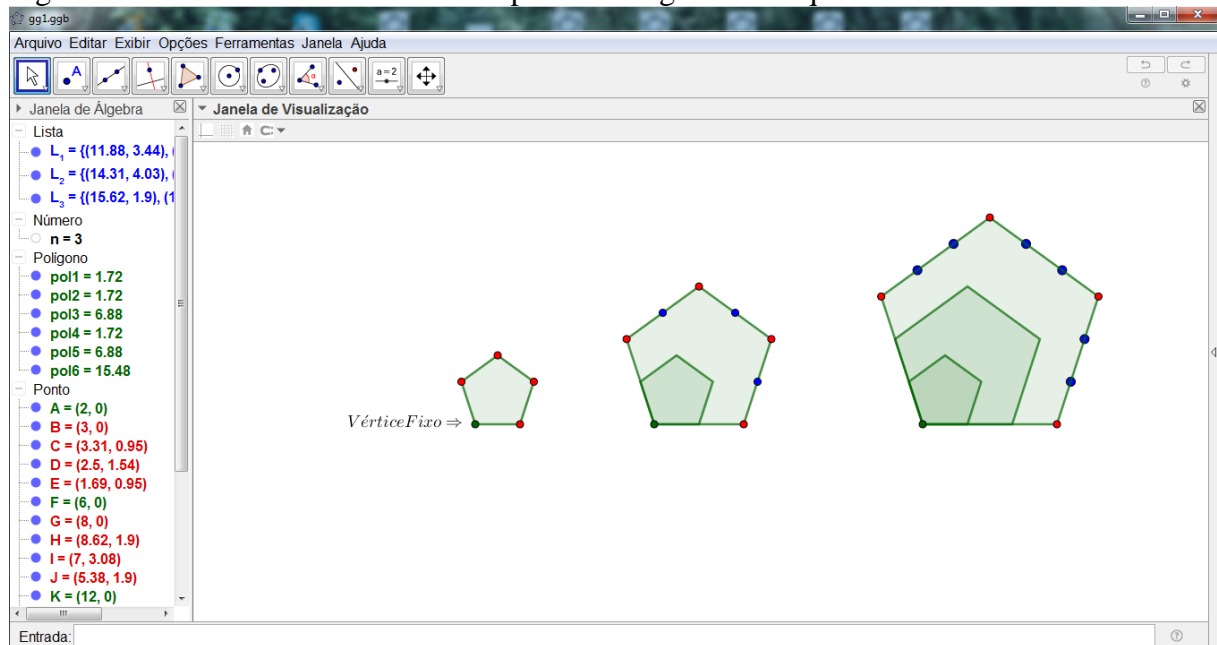 gg1.ggb
Arquivo Editar Exibir Opções Ferramentas Janela Ajuda
A
α
a=2
Janela de Álgebra
Janela de Visualização
Lista
L₁ = {(11.88, 3.44), (
L₂ = {(14.31, 4.03), (
L₃ = {(15.62, 1.9), (1
Número
n = 3
Polígono
pol1 = 1.72
pol2 = 1.72
pol3 = 6.88
pol4 = 1.72
pol5 = 6.88
pol6 = 15.48
Ponto
A = (2, 0)
B = (3, 0)
C = (3.31, 0.95)
D = (2.5, 1.54)
E = (1.69, 0.95)
F = (6, 0)
G = (8, 0)
H = (8.62, 1.9)
I = (7, 3.08)
J = (5.38, 1.9)
K = (12, 0)
VérticeFixo ⇒
Entrada: